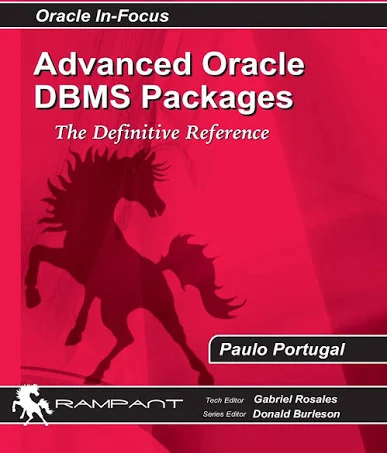 Oracle In-Focus
Advanced Oracle
DBMS Packages
The Definitive Reference
Paulo Portugal
RAMPANT
Tech Editor Gabriel Rosales
Series Editor Donald Burleson